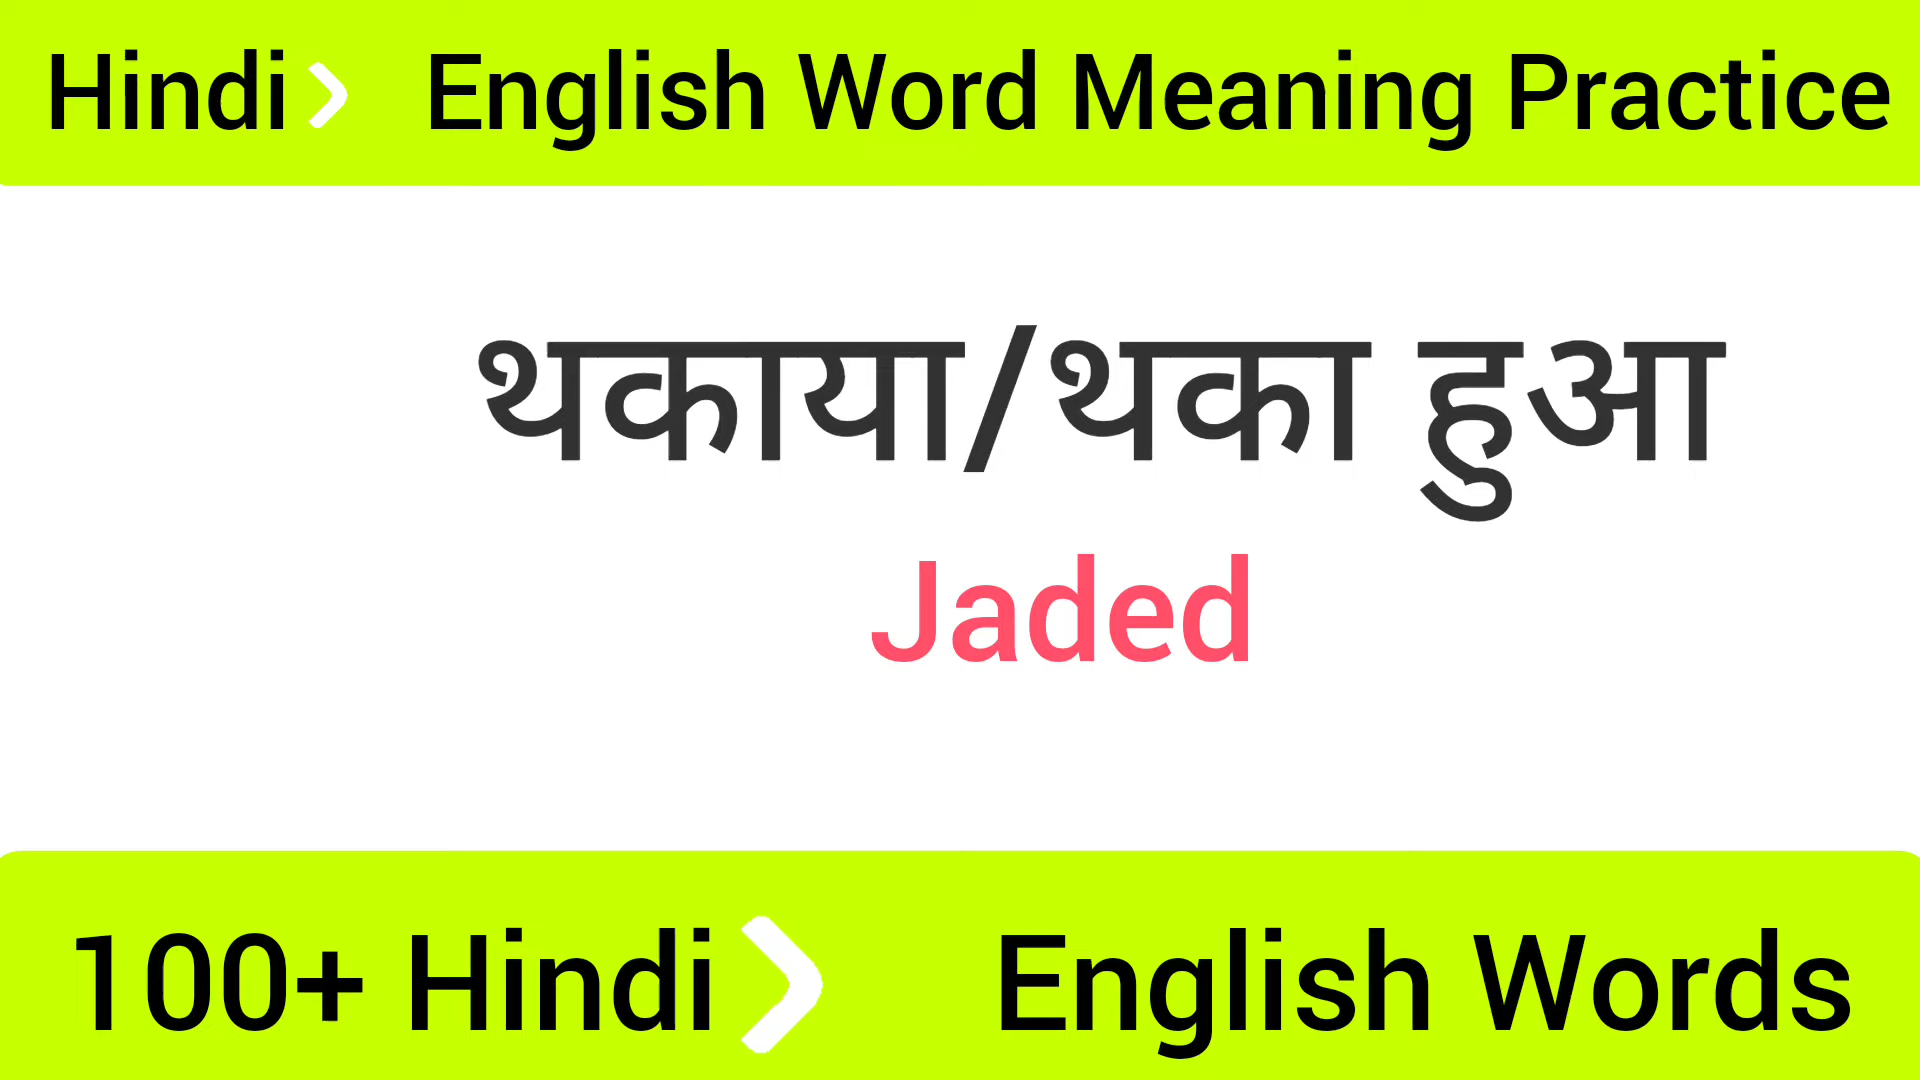 Hindi > English Word Meaning Practice
थकाया/थका हुआ
Jaded
100+ Hindi > English Words